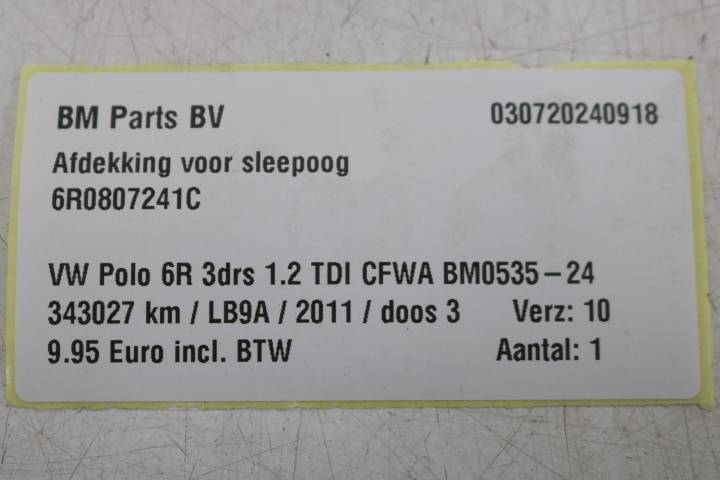 BM Parts BV 030720240918
Afdekking voor sleepoog
6R0807241C
VW Polo 6R 3drs 1.2 TDI CFWA BM0535-24
343027 km / LB9A / 2011 / doos 3 Verz: 10
9.95 Euro incl. BTW Aantal: 1